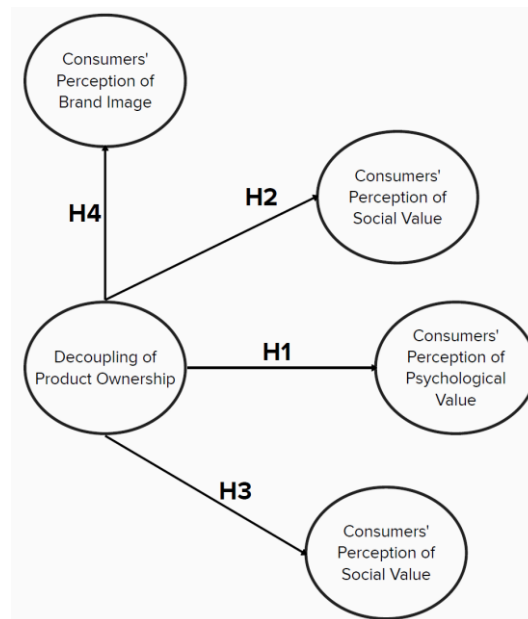 Consumers'
Perception of
Brand Image
H4
H2
Consumers'
Perception of
Social Value
Decoupling of
Product Ownership
H1
Consumers'
Perception of
Psychological
Value
H3
Consumers'
Perception of
Social Value